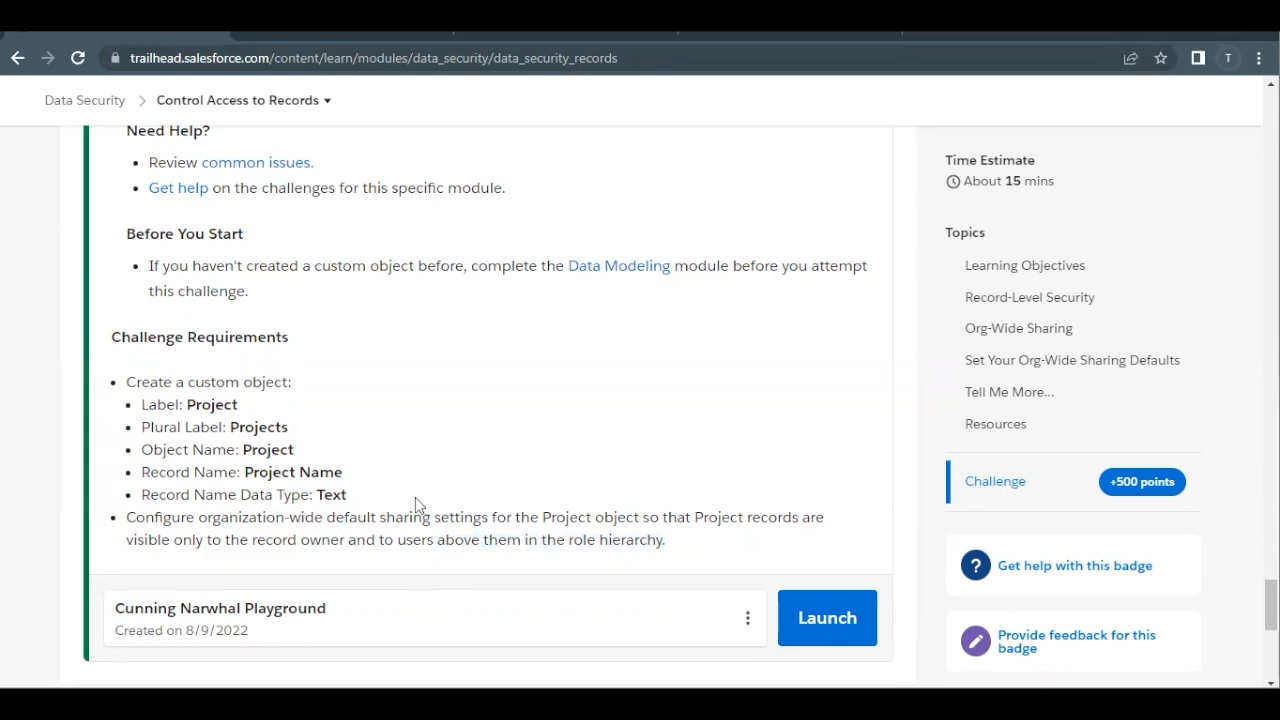 trailhead.salesforce.com/content/learn/modules/data_security/data_security_records
T
Data Security
Control Access to Records
Need Help?
Review common issues.
Get help on the challenges for this specific module.
Before You Start
If you haven't created a custom object before, complete the Data Modeling module before you attempt
this challenge.
Challenge Requirements
Create a custom object:
Label: Project
Plural Label: Projects
Object Name: Project
Record Name: Project Name
Record Name Data Type: Text
Configure organization-wide default sharing settings for the Project object so that Project records are
visible only to the record owner and to users above them in the role hierarchy.
Cunning Narwhal Playground
Created on 8/9/2022
Launch
Time Estimate
About 15 mins
Topics
Learning Objectives
Record-Level Security
Org-Wide Sharing
Set Your Org-Wide Sharing Defaults
Tell Me More...
Resources
Challenge
+500 points
? Get help with this badge
Provide feedback for this
badge